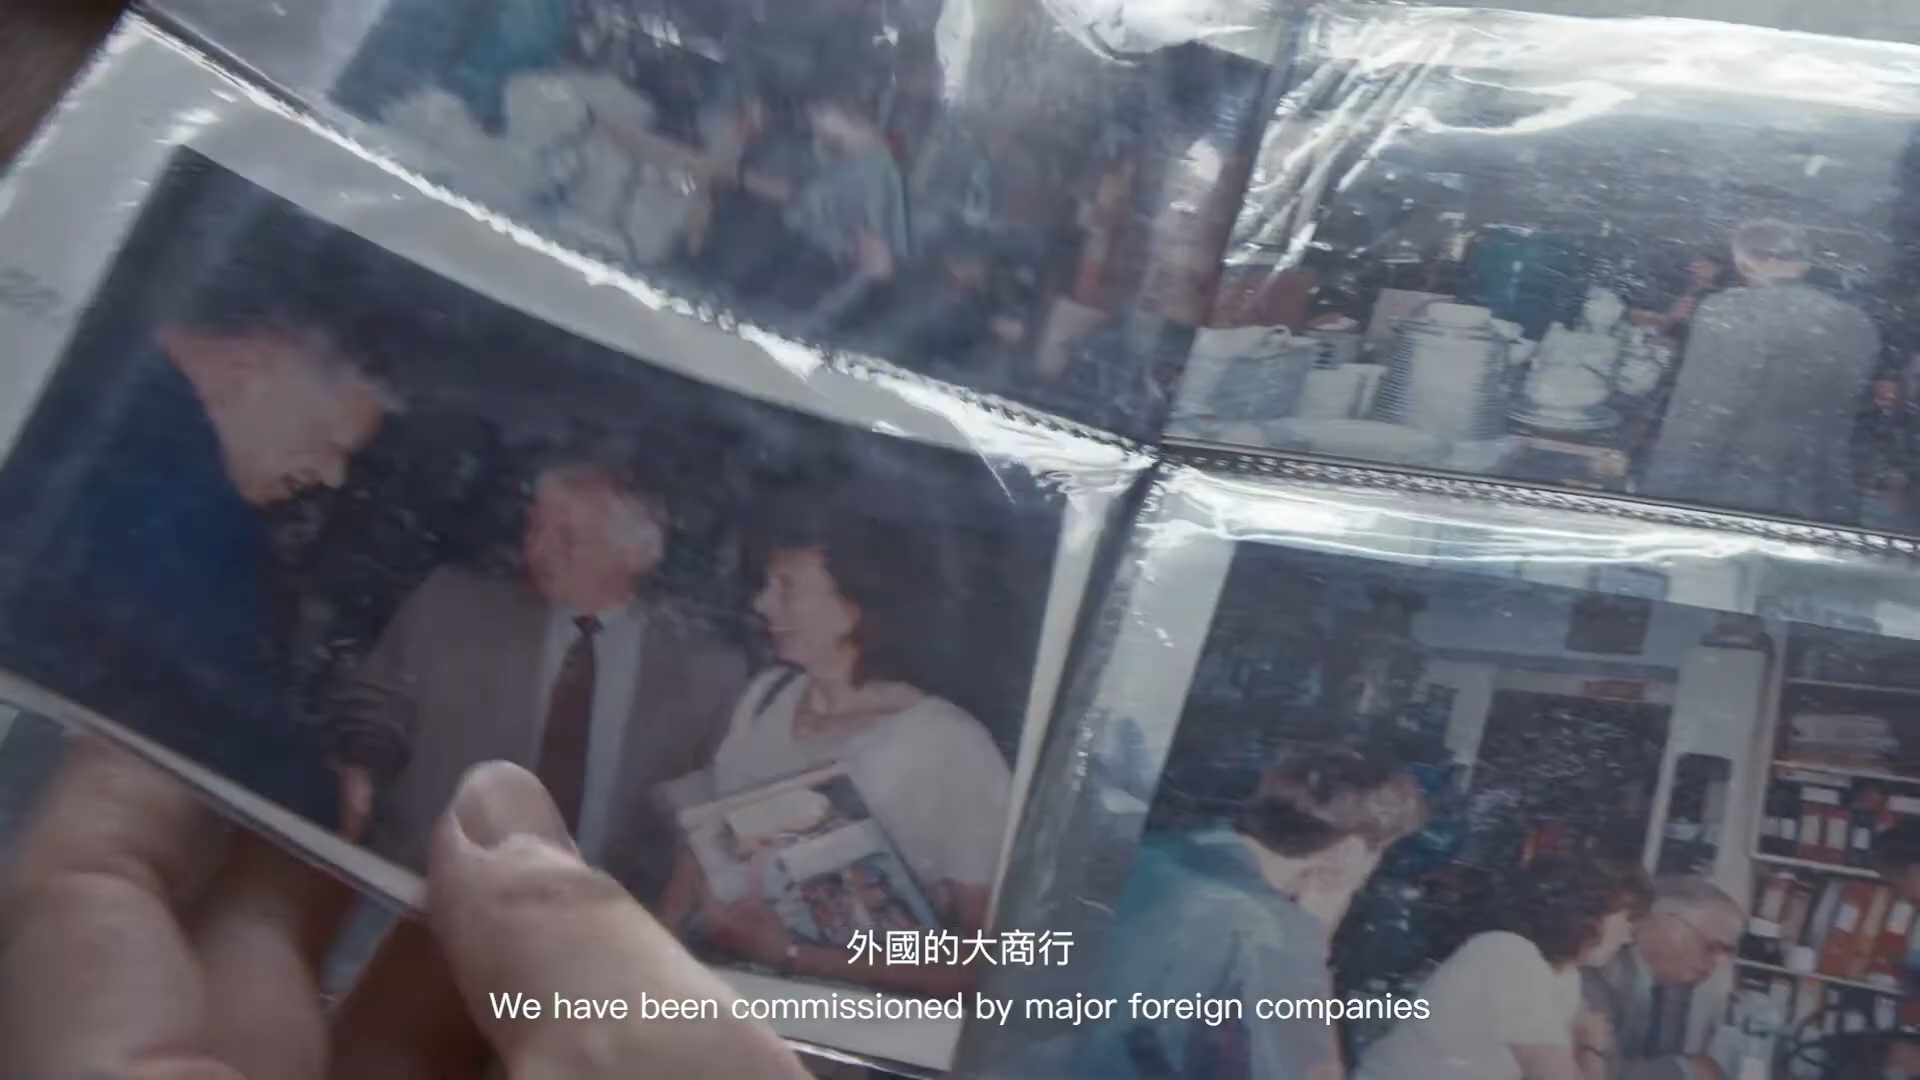 外國的大商行
We have been commissioned by major foreign companies